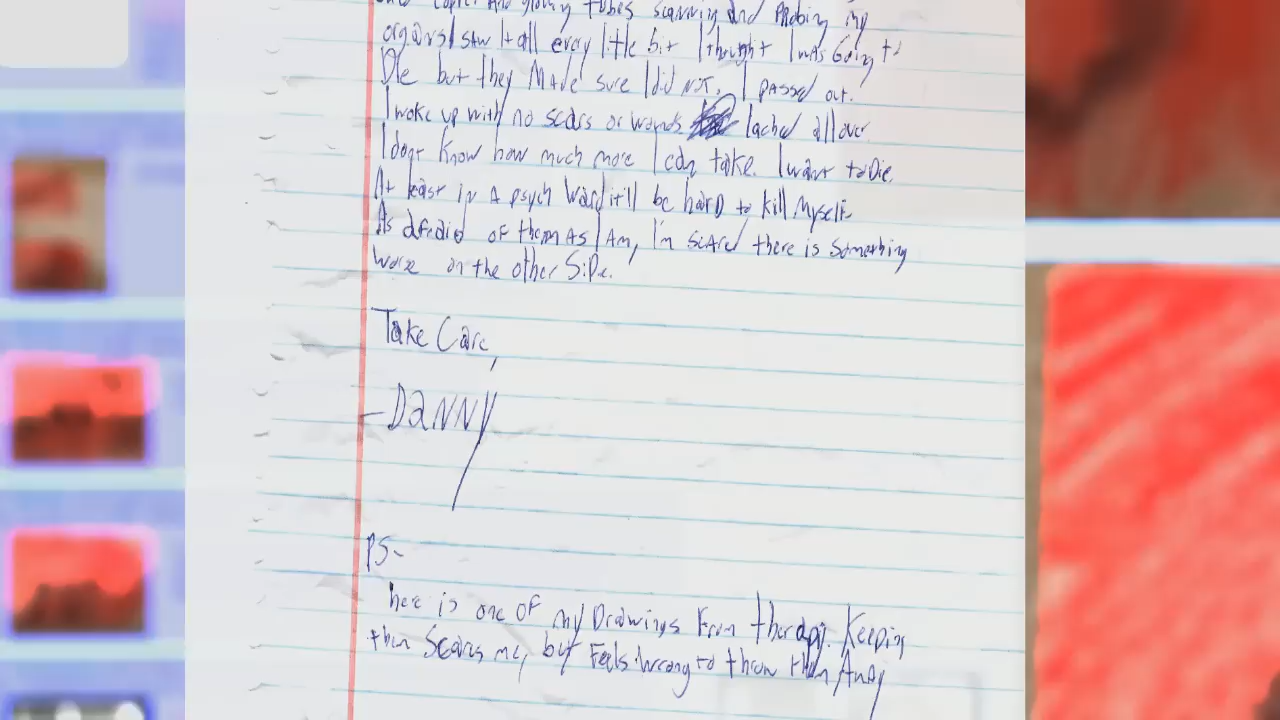 and glowing tubes scanning and Probing my
organs I saw It all every little bit I thought I was Going to
Die but they Made sure I did NOT, I passed out.
I woke up with no scars or wounds I ached all over
I dont know how much more I can take. I want to Die.
At least in a psych Ward it'll be harD to kill Myself
As afraid of them As I Am, I'm scAred there is something
worse on the other SiDe.
Take Care,
-DaNNy
PS-
here is one of my Drawings From therapy. Keeping
them Scares me, but Feels wrong to throw them Away